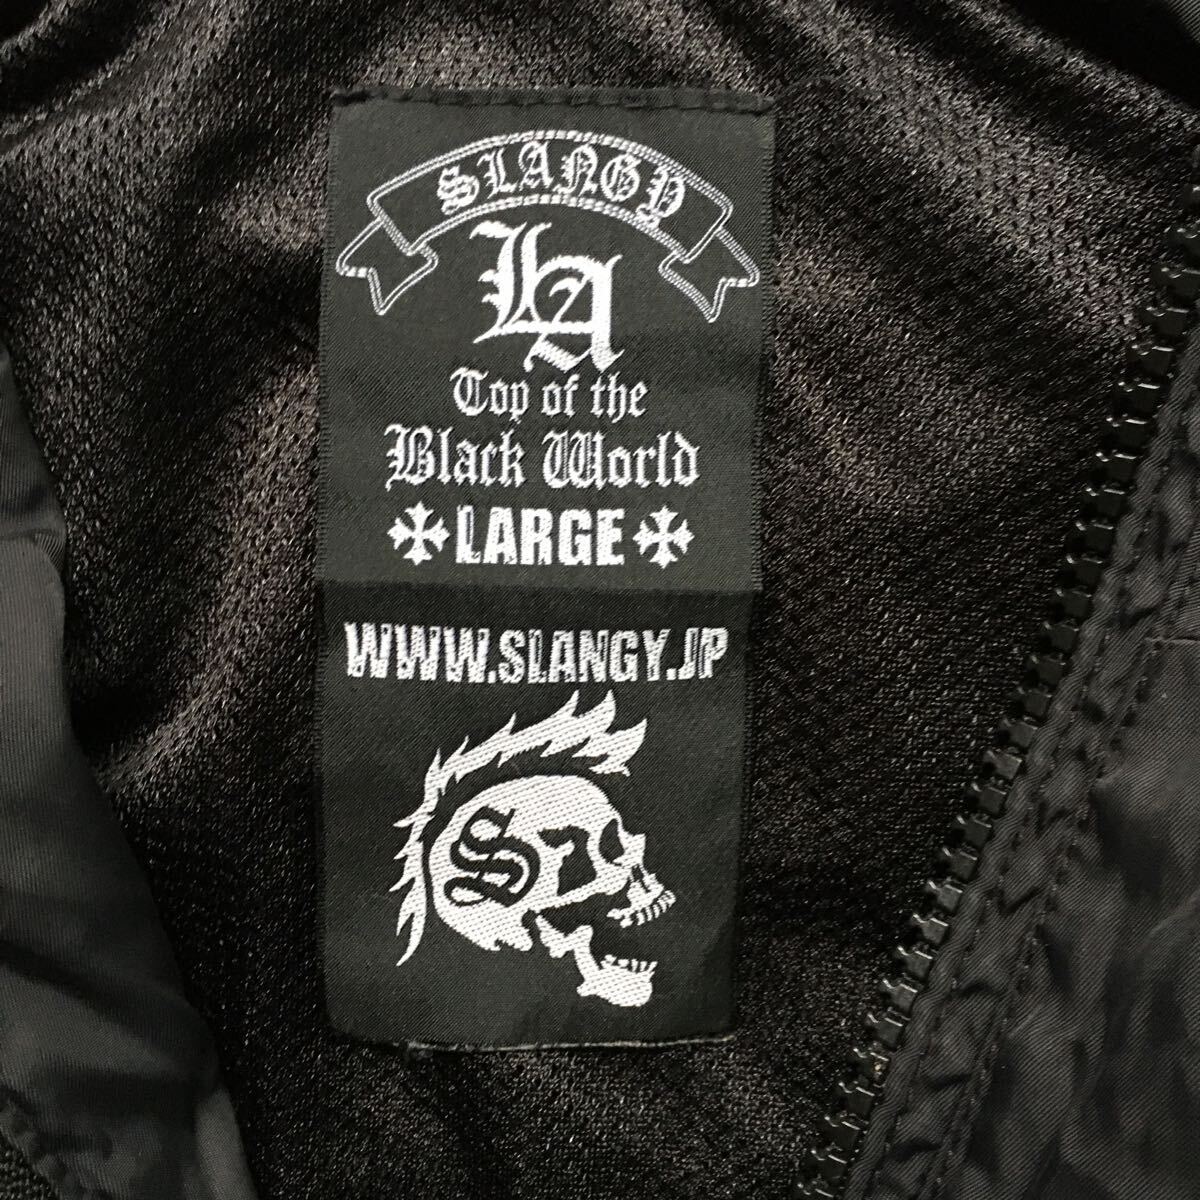 SLANGY
LA
Top of the
Black World
LARGE
WWW.SLANGY.JP
S